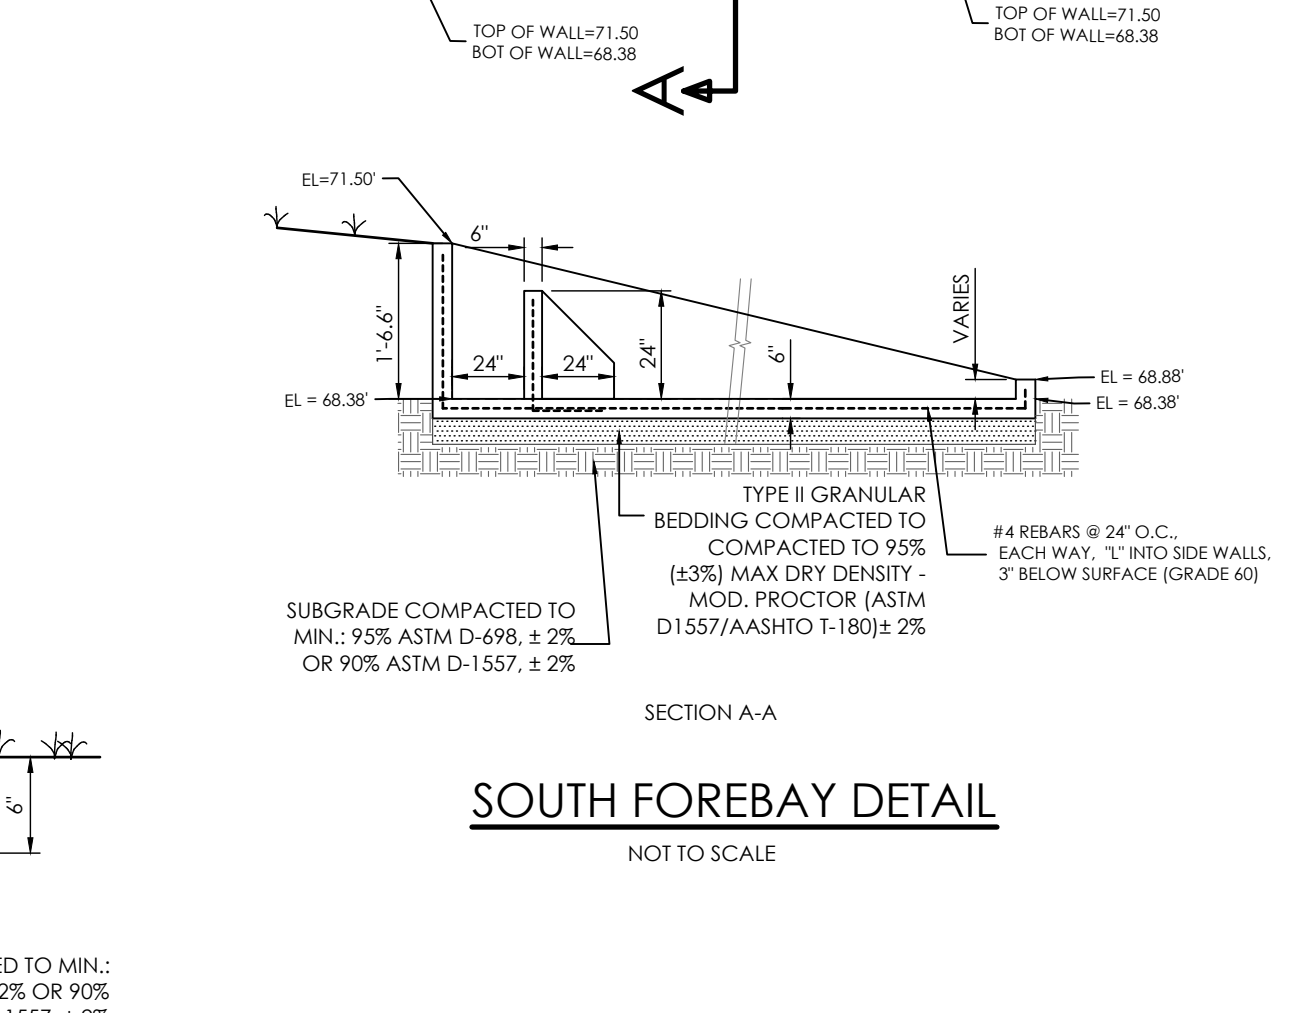 TOP OF WALL=71.50
BOT OF WALL=68.38
TOP OF WALL=71.50
BOT OF WALL=68.38
A
EL=71.50'
6"
1'-6.6"
24"
24"
24"
6"
VARIES
EL = 68.88'
EL = 68.38'
EL = 68.38'
TYPE II GRANULAR
BEDDING COMPACTED TO
COMPACTED TO 95%
(±3%) MAX DRY DENSITY -
MOD. PROCTOR (ASTM
D1557/AASHTO T-180)± 2%
#4 REBARS @ 24" O.C.,
EACH WAY, "L" INTO SIDE WALLS,
3" BELOW SURFACE (GRADE 60)
SUBGRADE COMPACTED TO
MIN.: 95% ASTM D-698, ± 2%
OR 90% ASTM D-1557, ± 2%
SECTION A-A
SOUTH FOREBAY DETAIL
NOT TO SCALE
6"
TO MIN.:
2% OR 90%